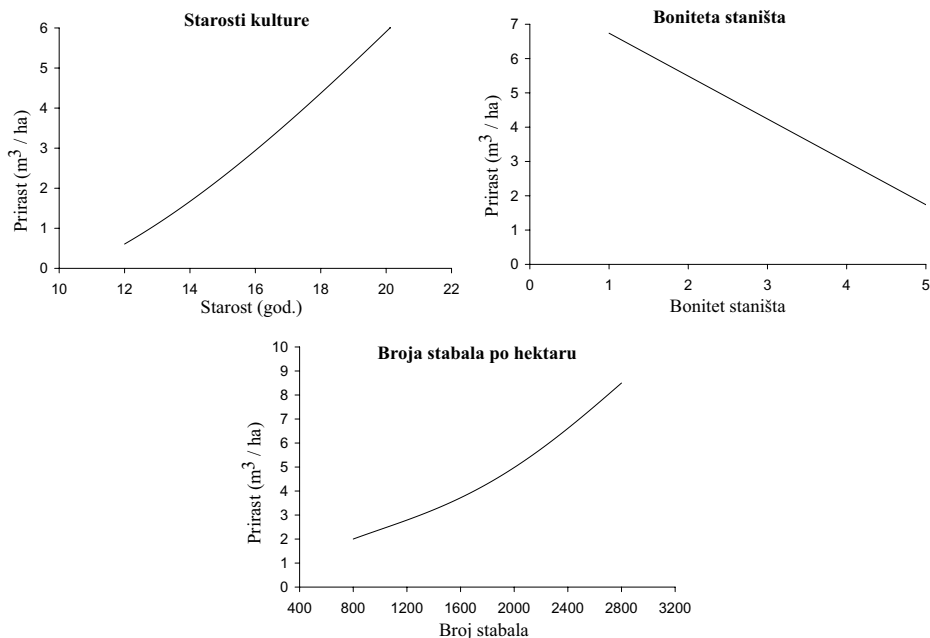 Starosti kulture
6
5
4
3
2
1
0
Prirast (m³ / ha)
10 12 14 16 18 20 22
Starost (god.)
Boniteta staništa
7
6
5
4
3
2
1
0
Prirast (m³ / ha)
0 1 2 3 4 5
Bonitet staništa
Broja stabala po hektaru
10
9
8
7
6
5
4
3
2
1
0
Prirast (m³ / ha)
400 800 1200 1600 2000 2400 2800 3200
Broj stabala